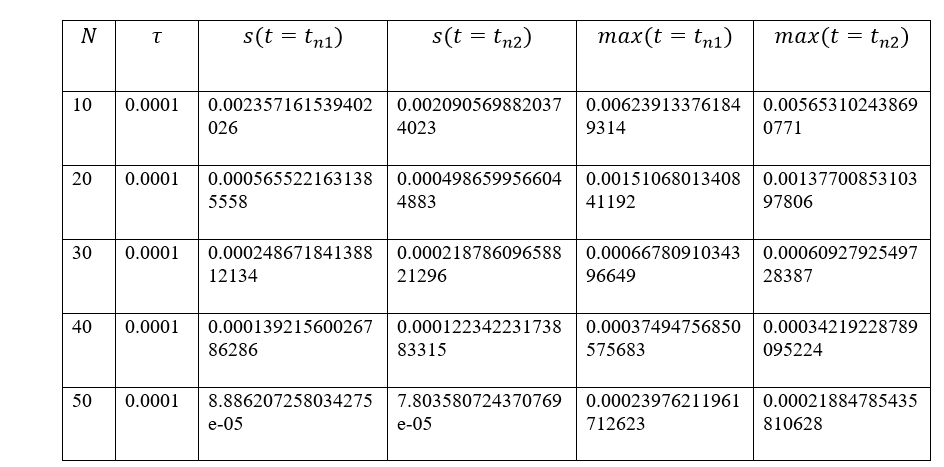 N τ s(t = tn1) s(t = tn2) max(t = tn1) max(t = tn2)
10 0.0001 0.002357161539402 0.002090569882037 0.00623913376184 0.00565310243869
026 4023 9314 0771
20 0.0001 0.000565522163138 0.000498659956604 0.00151068013408 0.00137700853103
5558 4883 41192 97806
30 0.0001 0.000248671841388 0.000218786096588 0.00066780910343 0.00060927925497
12134 21296 96649 28387
40 0.0001 0.000139215600267 0.000122342231738 0.00037494756850 0.00034219228789
86286 83315 575683 095224
50 0.0001 8.886207258034275 7.803580724370769 0.00023976211961 0.00021884785435
e-05 e-05 712623 810628